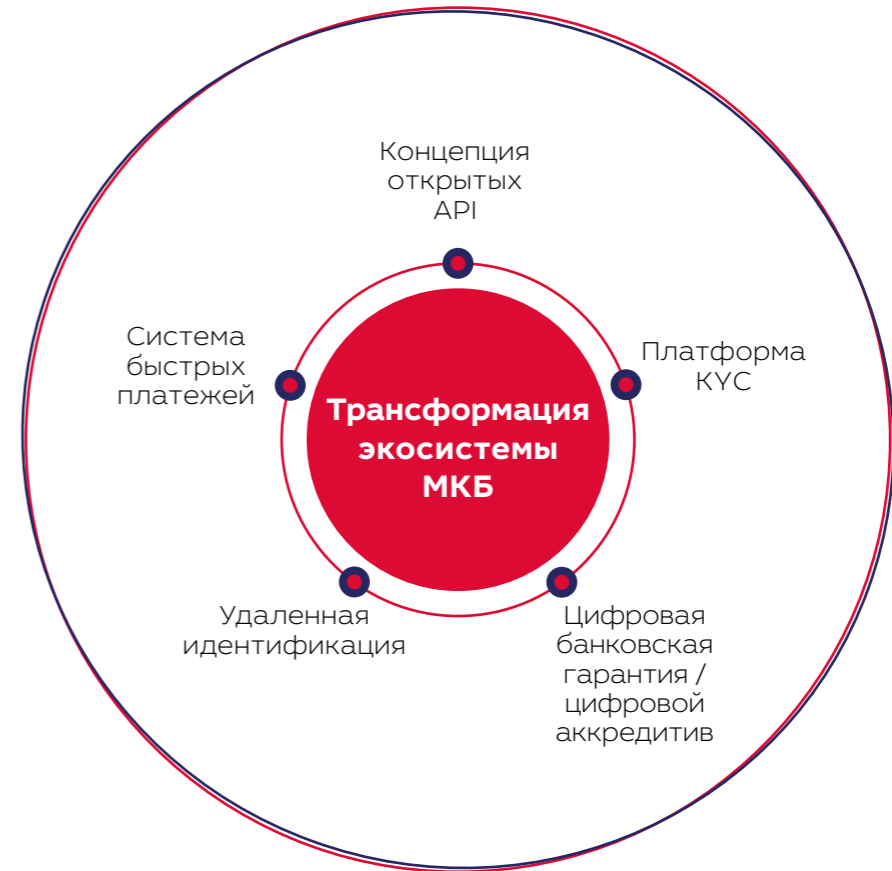 Концепция
открытых
API
Система
быстрых
платежей
Платформа
KYC
Трансформация
экосистемы
МКБ
Удаленная
идентификация
Цифровая
банковская
гарантия /
цифровой
аккредитив